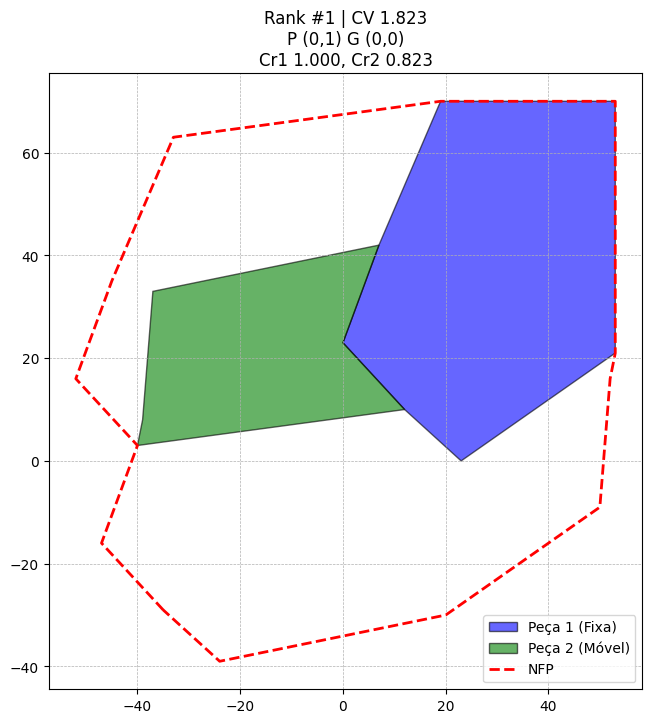 Rank #1 | CV 1.823
P (0,1) G (0,0)
Cr1 1.000, Cr2 0.823
60
40
20
0
−20
−40
−40
−20
0
20
40
Peça 1 (Fixa)
Peça 2 (Móvel)
NFP